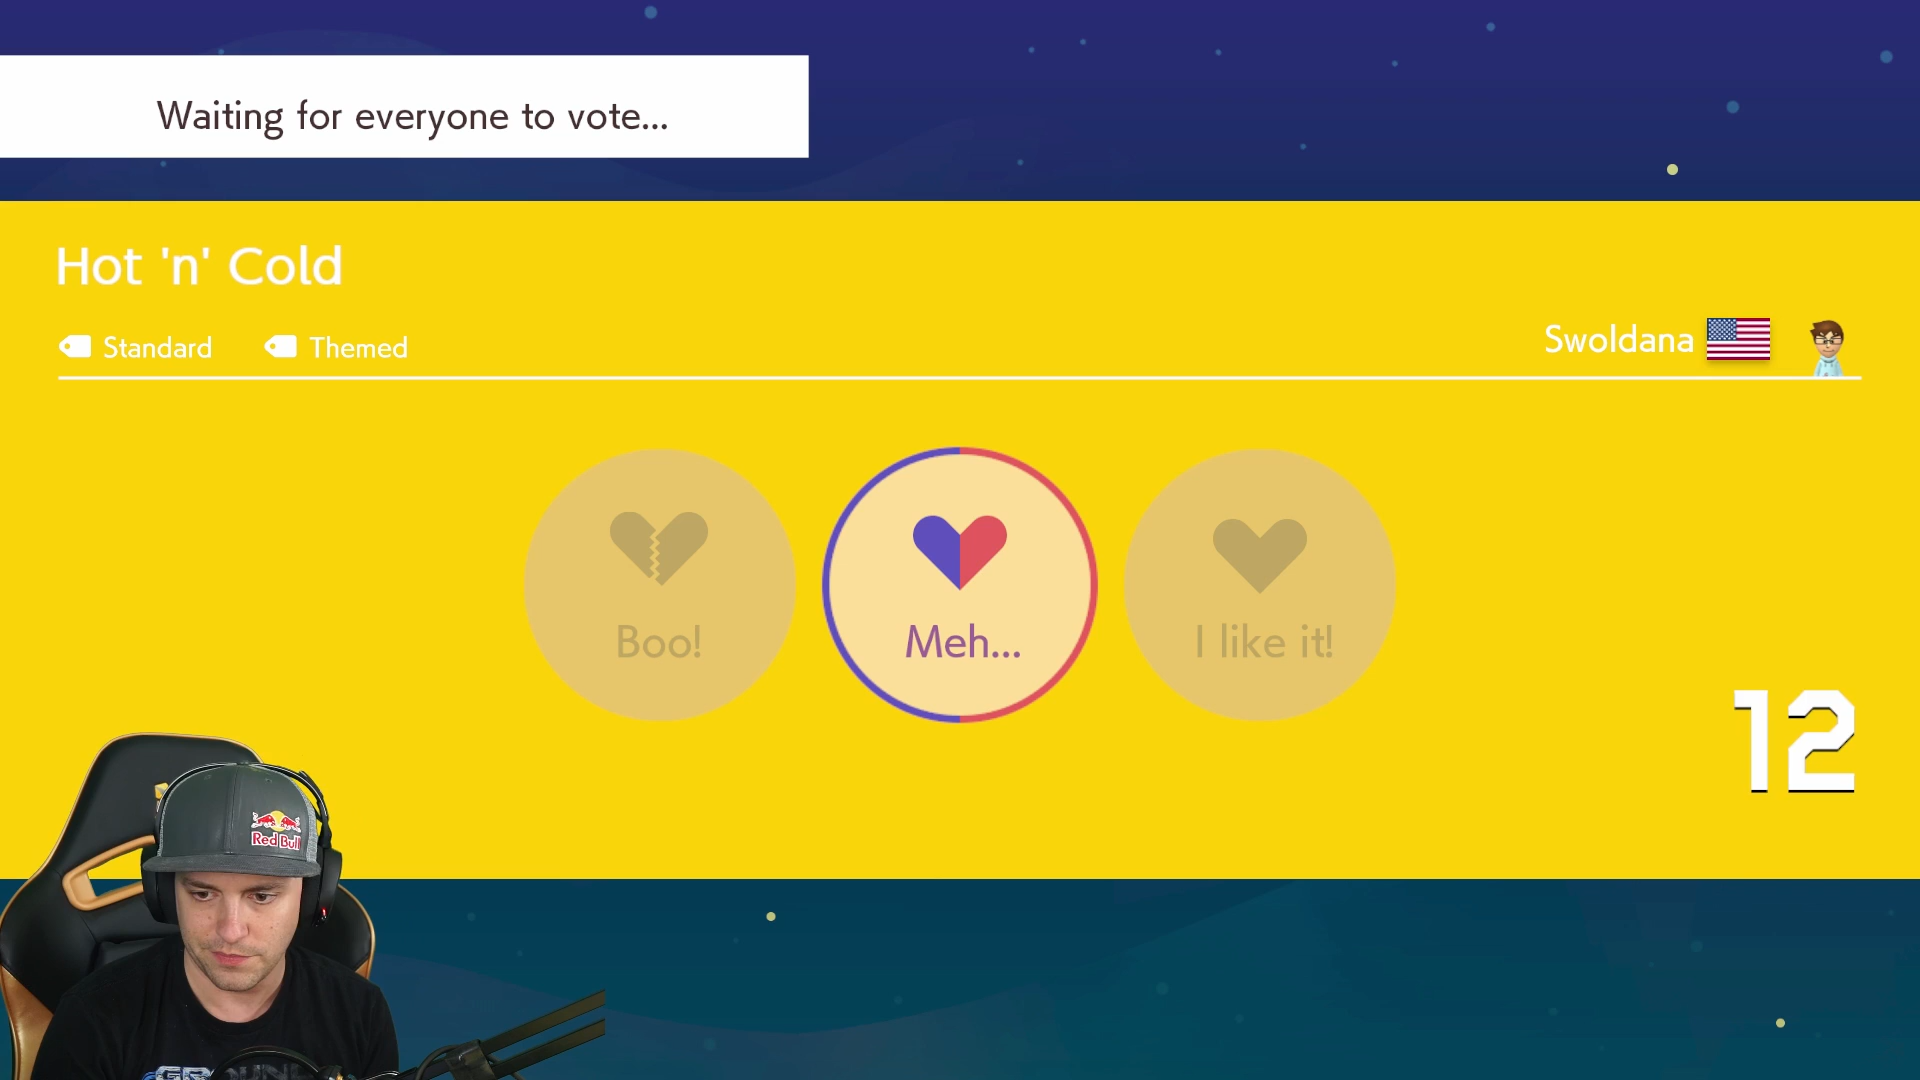 Waiting for everyone to vote...
Hot 'n' Cold
Standard
Themed
Swoldana
Boo!
Meh...
I like it!
12
Red Bull